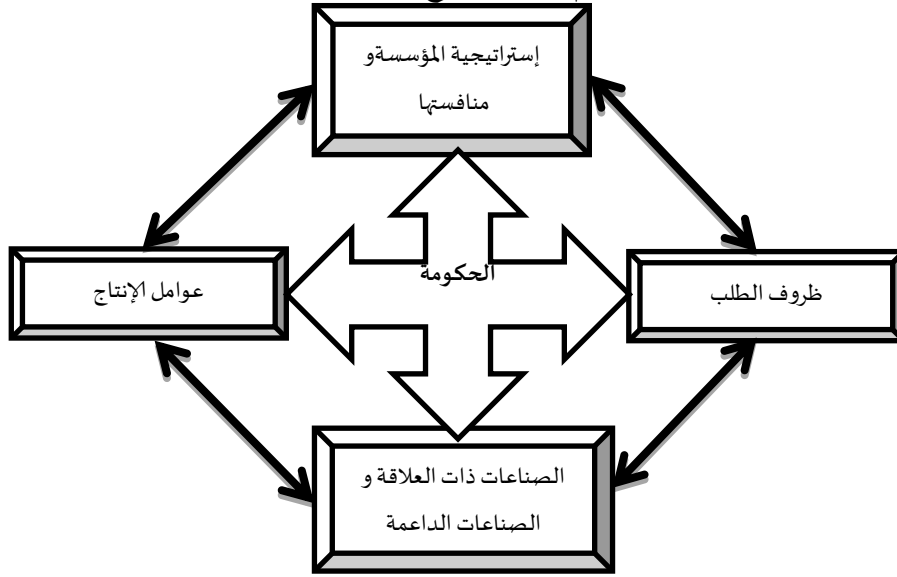 إستراتيجية المؤسسةو
منافستها
الحكومة
ظروف الطلب
عوامل الإنتاج
الصناعات ذات العلاقة و
الصناعات الداعمة